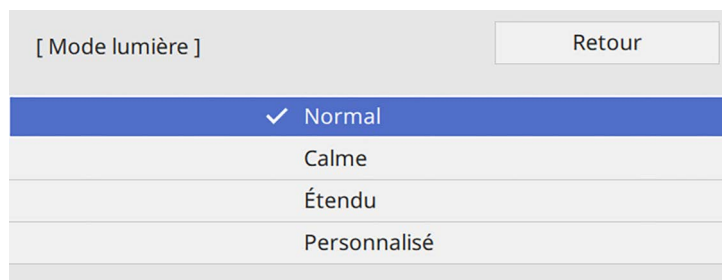 [ Mode lumière ]
Retour
Normal
Calme
Étendu
Personnalisé